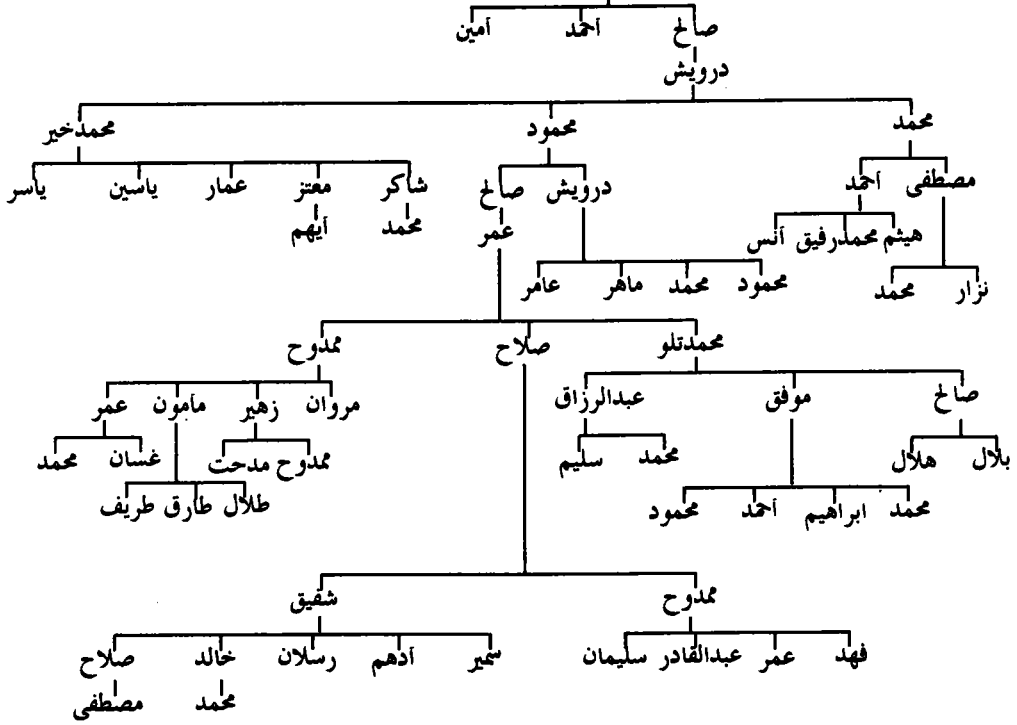 صالح أحمد أمين
درويش
محمد محمود محمدخير
مصطفى أحمد درويش صالح شاكر معتز عمار ياسين ياسر
هيثم محمدرفيق أنس عمر محمد أيهم
نزار محمد محمود محمد ماهر عامر
محمدتلو صلاح ممدوح
صالح موفق عبدالرزاق مروان زهير مأمون عمر
بلال هلال محمد سليم ممدوح مدحت غسان محمد
محمد ابراهيم أحمد محمود طلال طارق طريف
ممدوح شفيق
فهد عمر عبدالقادر سليمان سمير أدهم رسلان خالد صلاح
محمد مصطفى